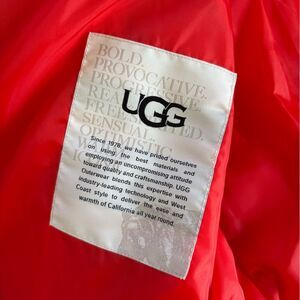 BOLD.
PROVOCATIVE.
PROGRESSIVE.
UGG
SENSUAL.
Since 1978, we have prided ourselves
on using the best materials and
employing an uncompromising attitude
toward quality and craftsmanship. UGG
Outerwear blends this expertise with
industry-leading technology and West
Coast style to deliver the ease and
warmth of California all year round.